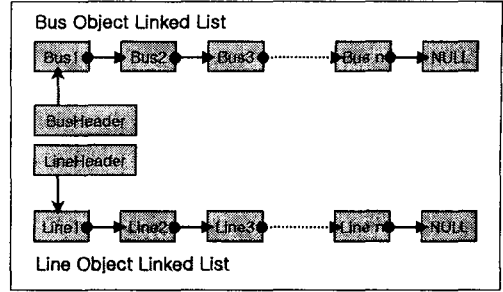 Bus Object Linked List
Bus1 Bus2 Bus3 Bus n NULL
BusHeader
LineHeader
Line1 Line2 Line3 Line n NULL
Line Object Linked List